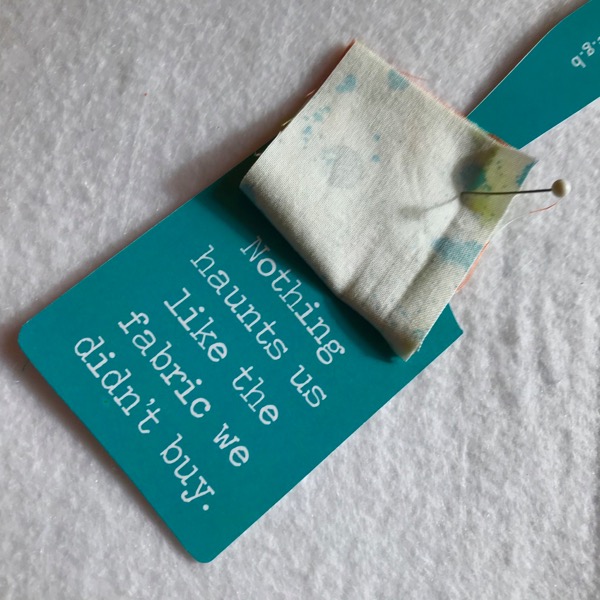 Nothing
haunts us
like the
fabric we
didn't buy.